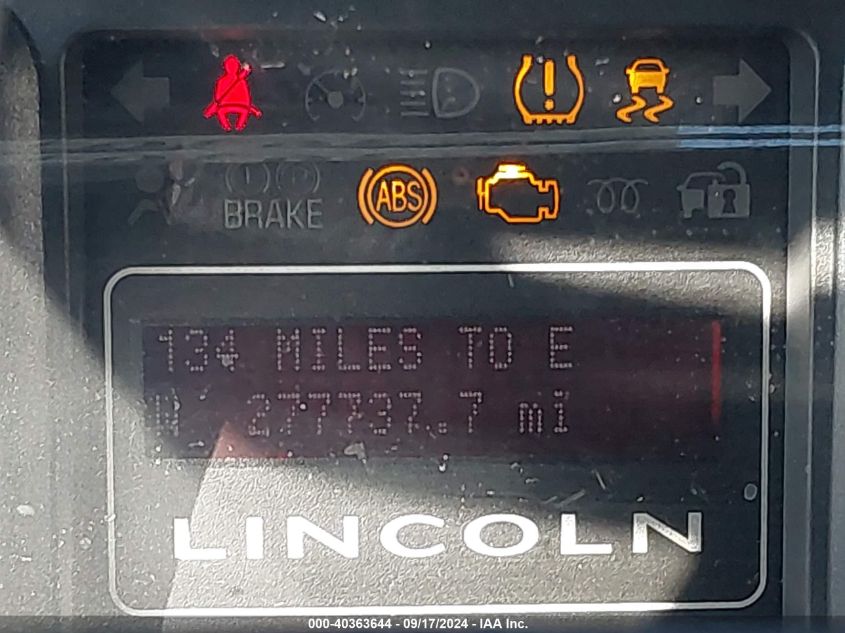 BRAKE ABS
134 MILES TO E
277737.7 mi
LINCOLN
000-40363644 - 09/17/2024 - IAA Inc.